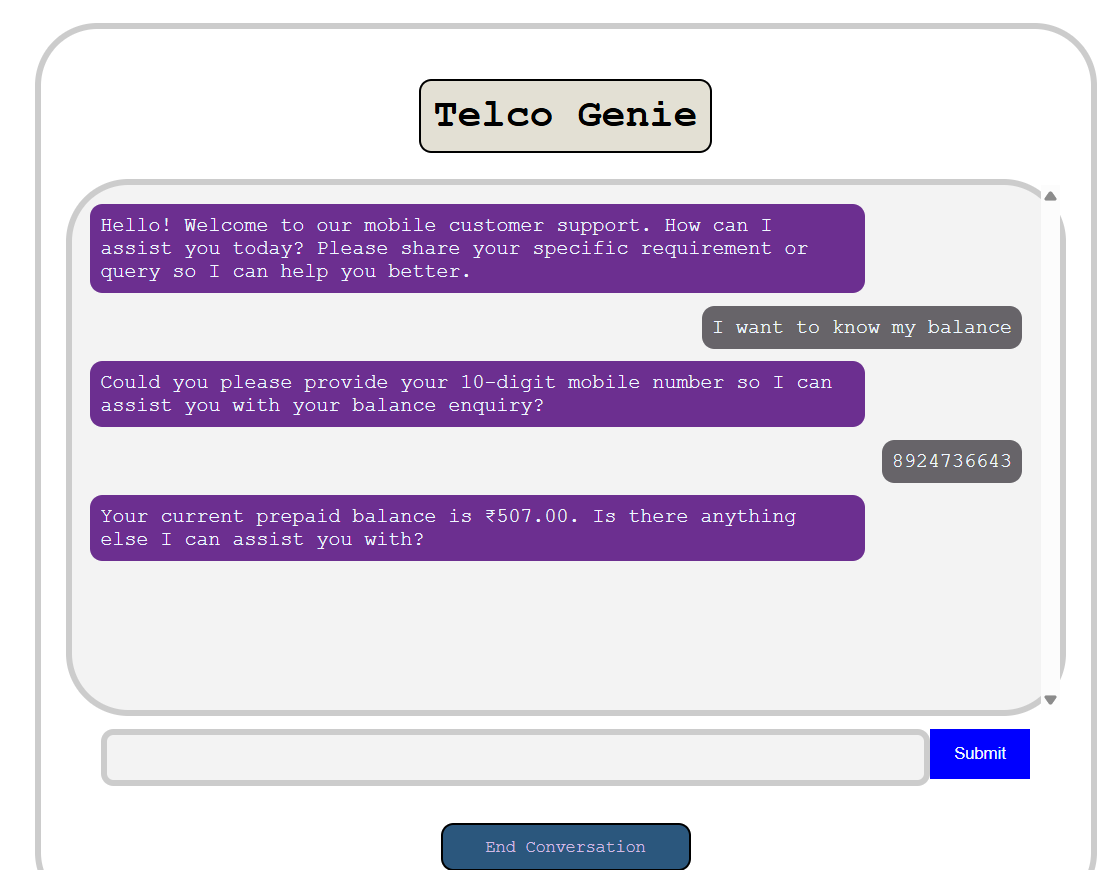 Telco Genie
Hello! Welcome to our mobile customer support. How can I
assist you today? Please share your specific requirement or
query so I can help you better.
I want to know my balance
Could you please provide your 10-digit mobile number so I can
assist you with your balance enquiry?
8924736643
Your current prepaid balance is ₹507.00. Is there anything
else I can assist you with?
Submit
End Conversation